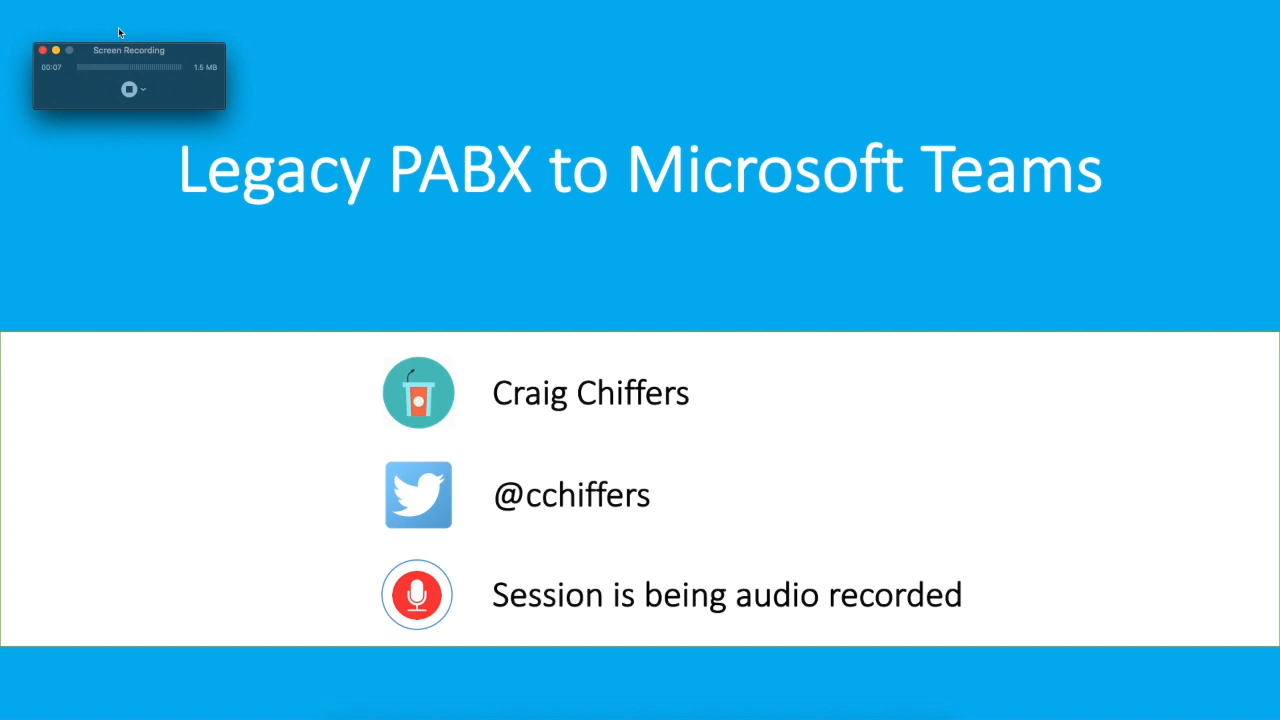 Screen Recording
00:07 1.5 MB
Legacy PABX to Microsoft Teams
Craig Chiffers
@cchiffers
Session is being audio recorded